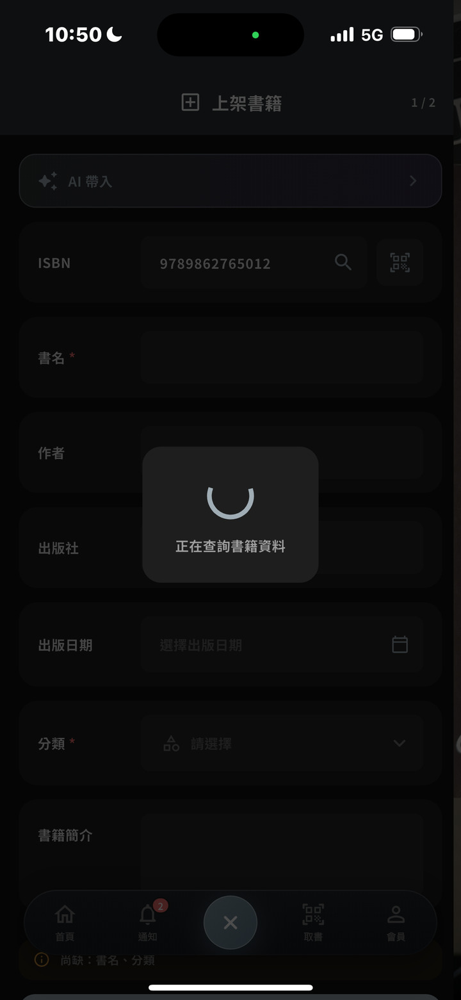 10:50
5G
上架書籍
1 / 2
AI 帶入
ISBN
9789862765012
書名 *
作者
正在查詢書籍資料
出版社
出版日期
選擇出版日期
分類 *
請選擇
書籍簡介
2
首頁
通知
取書
會員
尚缺：書名、分類